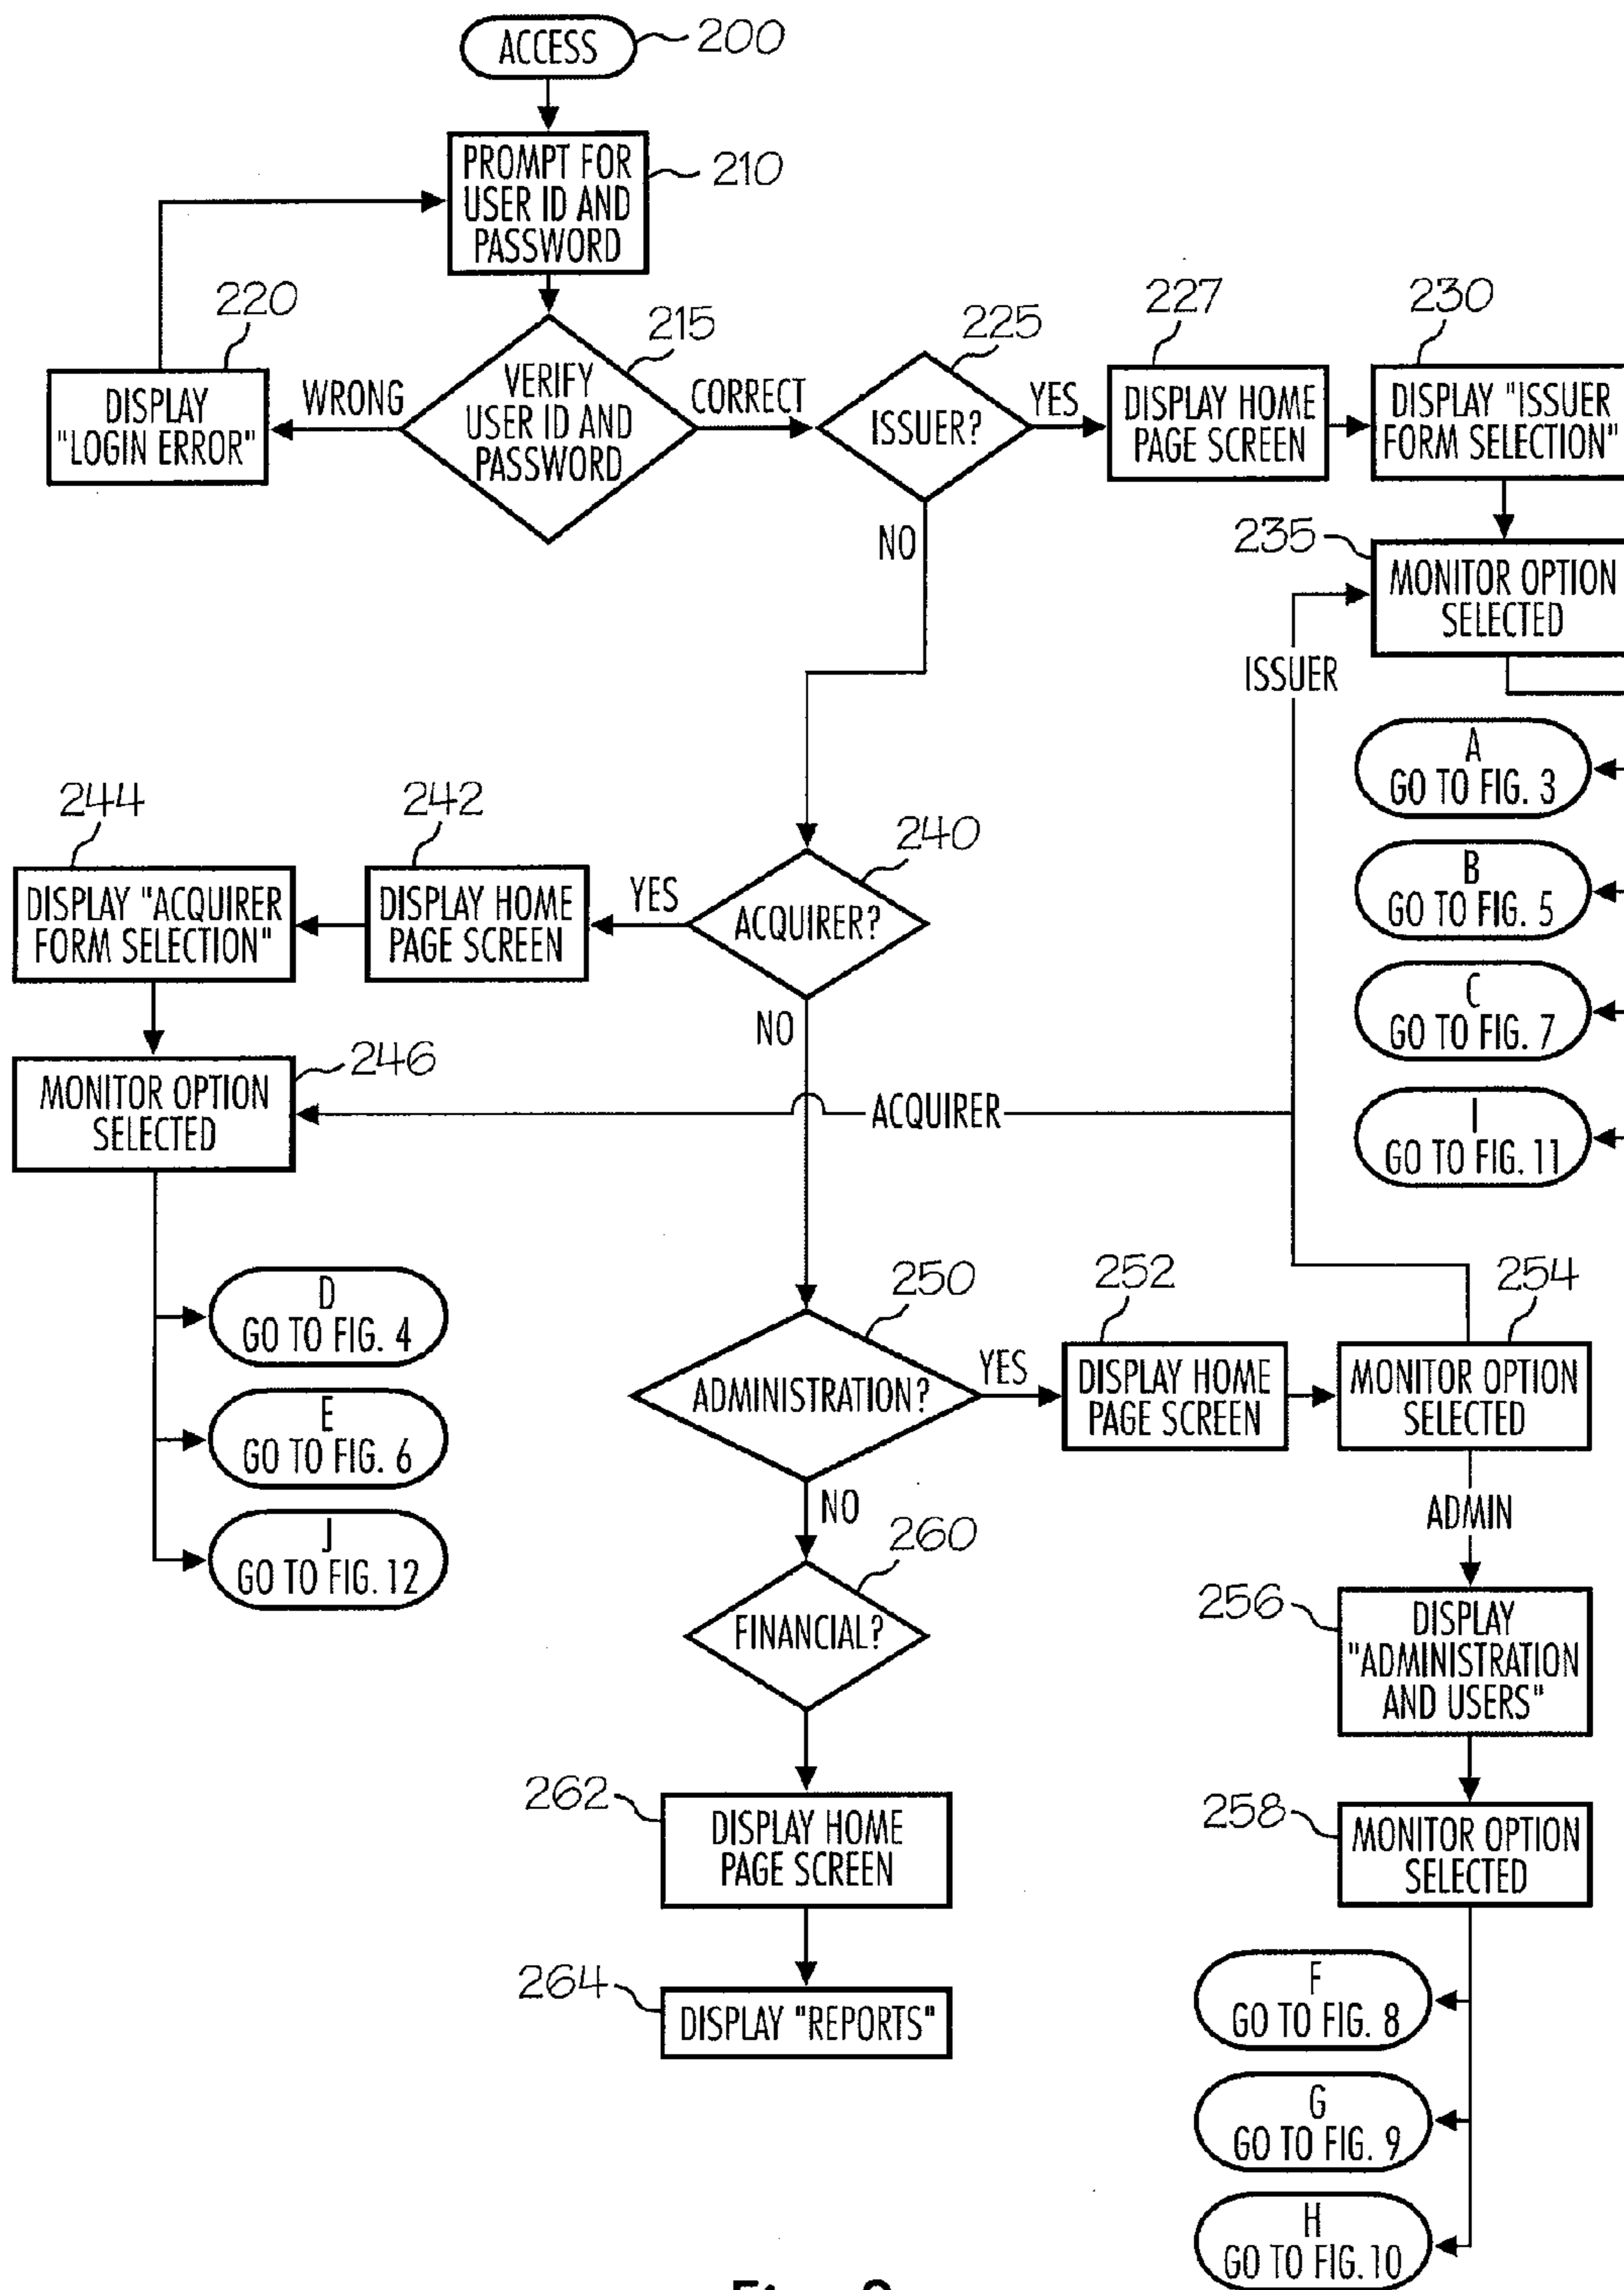 ACCESS
200
PROMPT FOR
USER ID AND
PASSWORD
210
220
DISPLAY
"LOGIN ERROR"
WRONG
VERIFY
USER ID AND
PASSWORD
215
CORRECT
ISSUER?
225
YES
NO
227
DISPLAY HOME
PAGE SCREEN
230
DISPLAY "ISSUER
FORM SELECTION"
235
MONITOR OPTION
SELECTED
ISSUER
A
GO TO FIG. 3
B
GO TO FIG. 5
C
GO TO FIG. 7
I
GO TO FIG. 11
244
DISPLAY "ACQUIRER
FORM SELECTION"
242
DISPLAY HOME
PAGE SCREEN
YES
240
ACQUIRER?
NO
246
MONITOR OPTION
SELECTED
ACQUIRER
D
GO TO FIG. 4
E
GO TO FIG. 6
J
GO TO FIG. 12
250
ADMINISTRATION?
YES
NO
252
DISPLAY HOME
PAGE SCREEN
254
MONITOR OPTION
SELECTED
ADMIN
260
FINANCIAL?
256
DISPLAY
"ADMINISTRATION
AND USERS"
262
DISPLAY HOME
PAGE SCREEN
258
MONITOR OPTION
SELECTED
264
DISPLAY "REPORTS"
F
GO TO FIG. 8
G
GO TO FIG. 9
H
GO TO FIG. 10